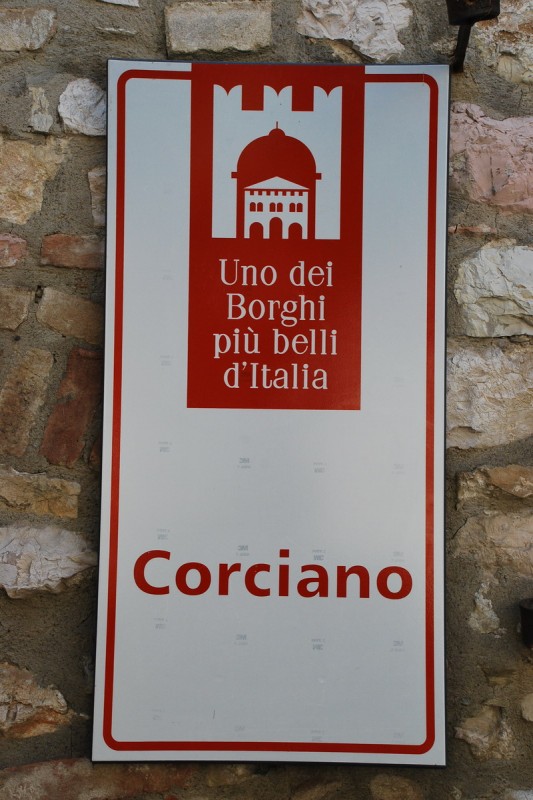 Uno dei
Borghi
più belli
d'Italia
Corciano